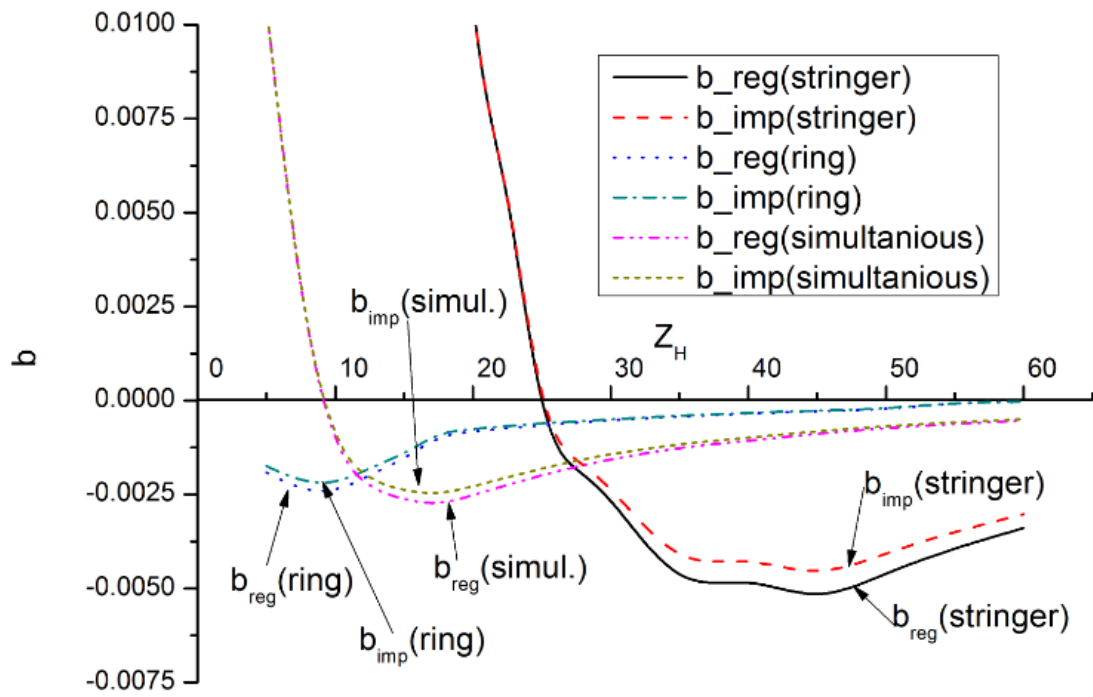 0.0100
0.0075
0.0050
0.0025
0.0000
-0.0025
-0.0050
-0.0075
b
0 10 20 30 40 50 60
Z_H
b_reg(stringer)
b_imp(stringer)
b_reg(ring)
b_imp(ring)
b_reg(simultanious)
b_imp(simultanious)
b_imp(simul.)
b_imp(stringer)
b_reg(ring)
b_reg(simul.)
b_reg(stringer)
b_imp(ring)